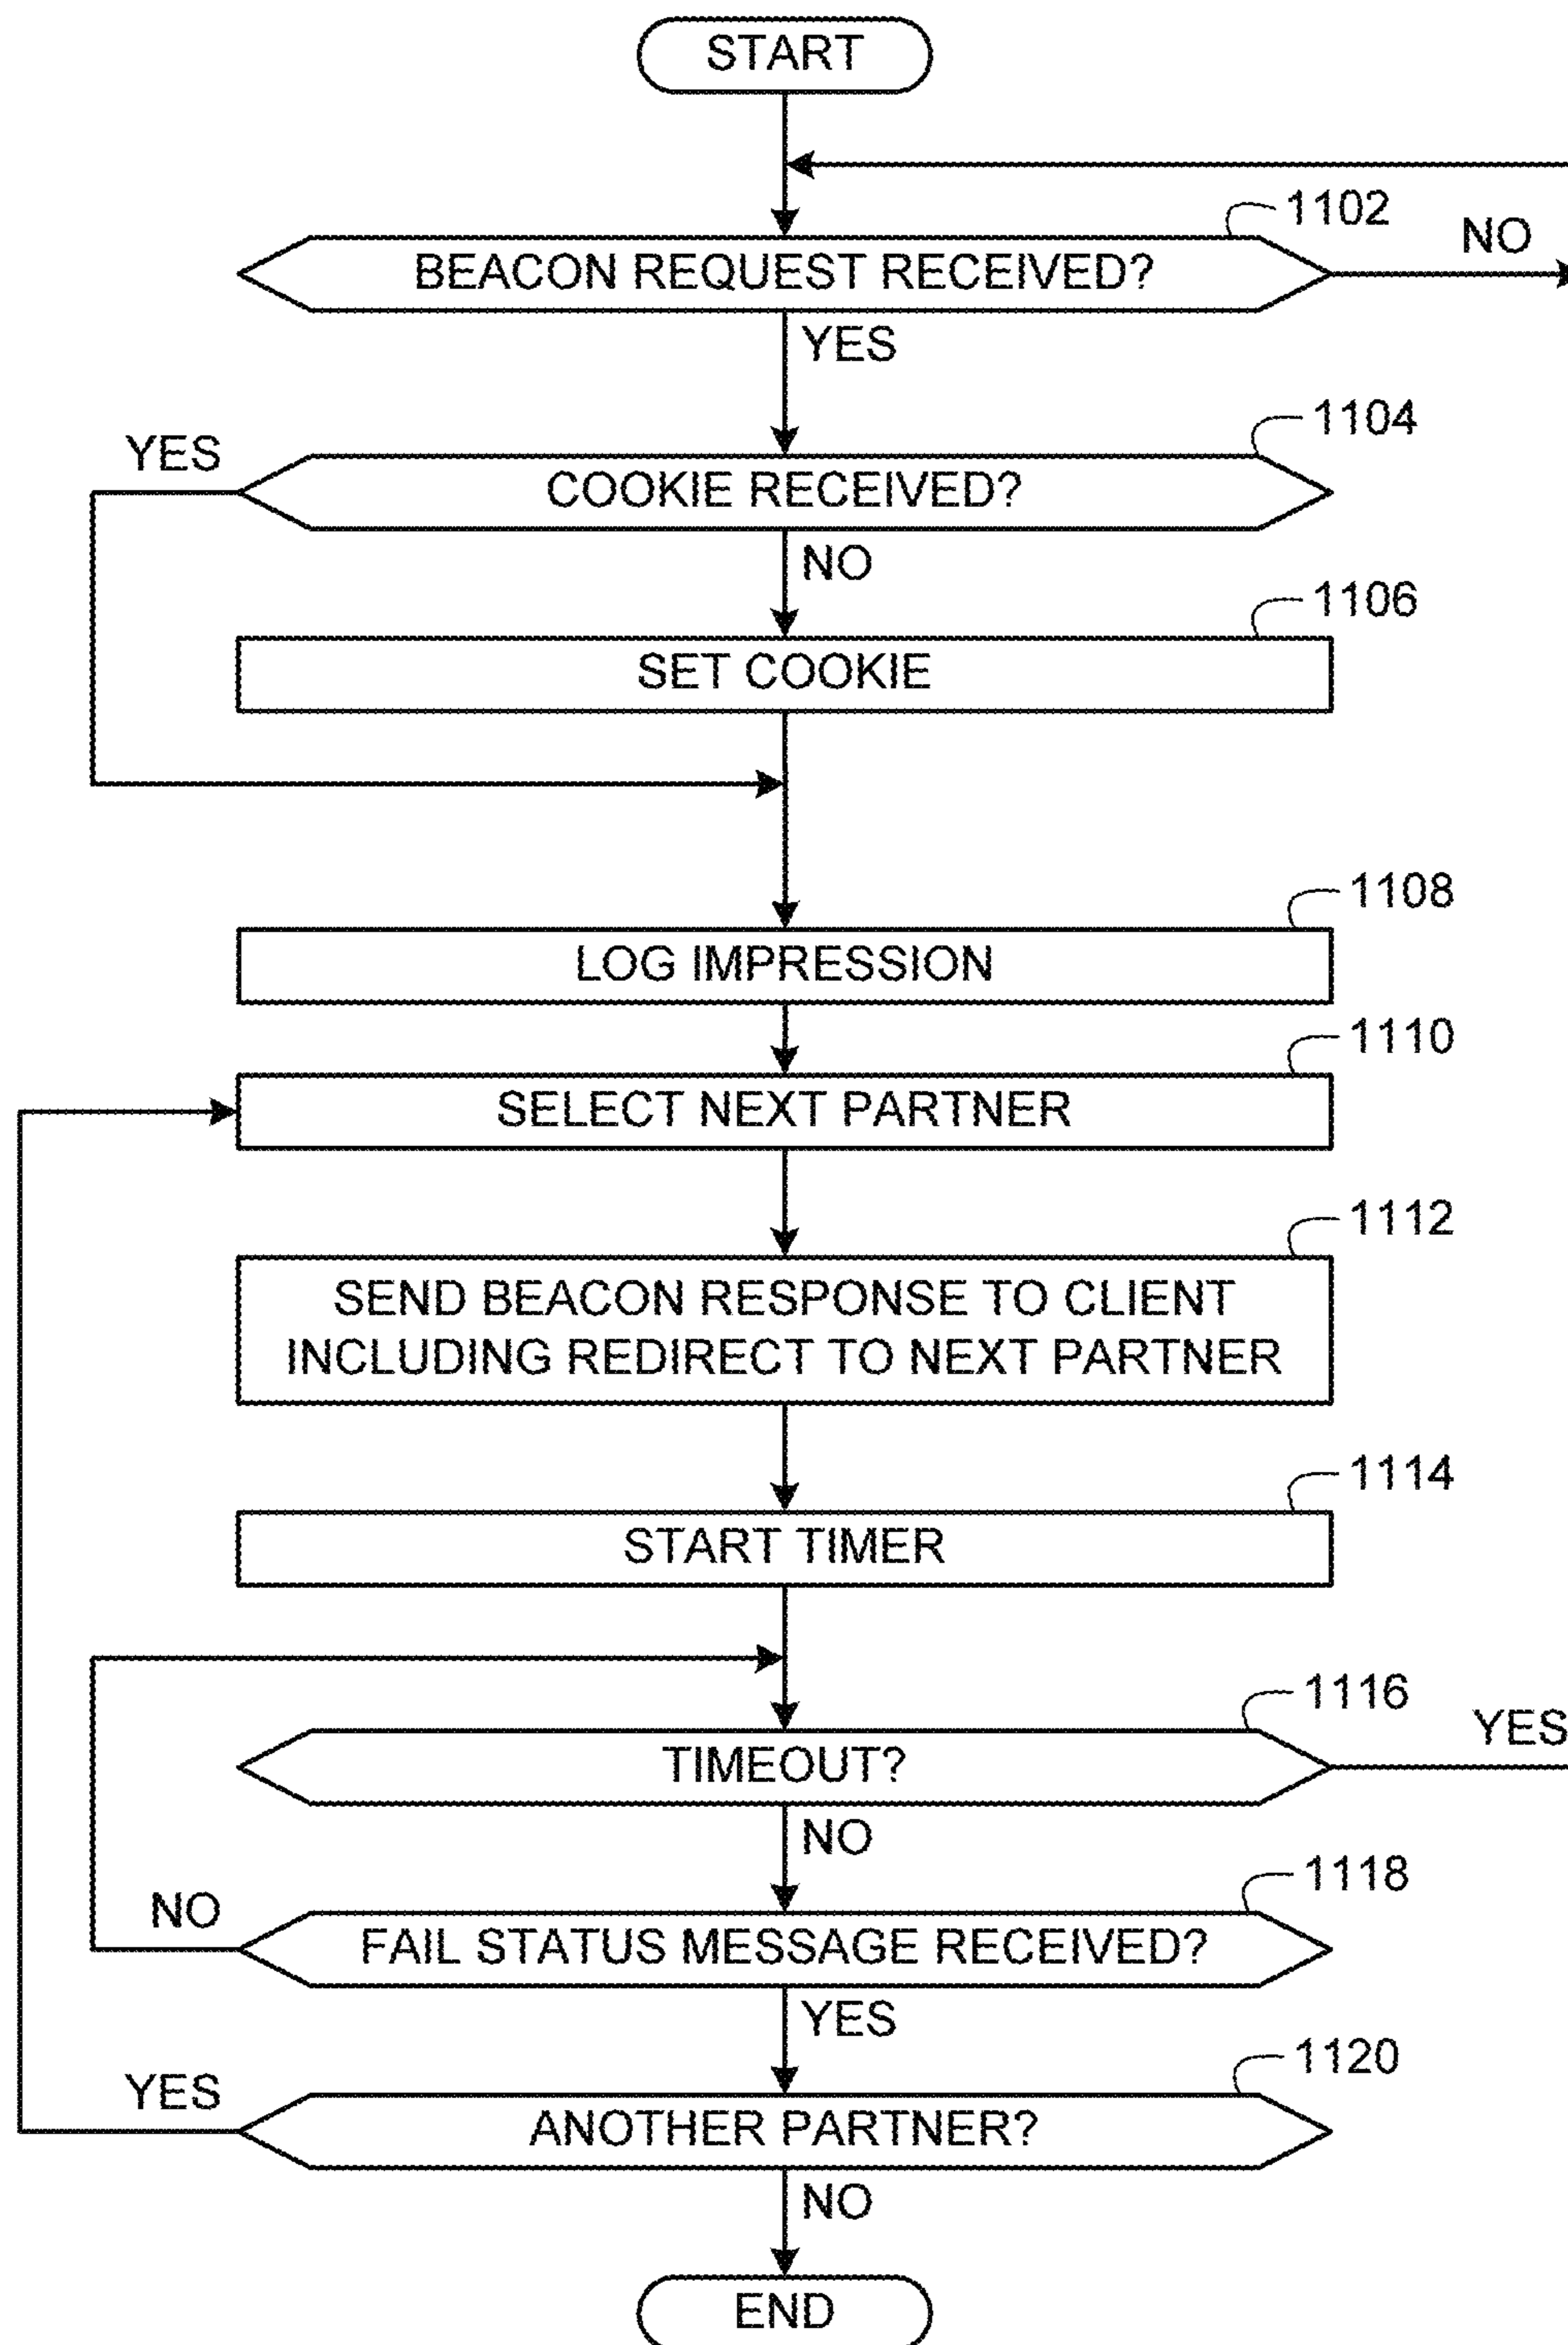 START
1102
NO
BEACON REQUEST RECEIVED?
YES
1104
YES
COOKIE RECEIVED?
NO
1106
SET COOKIE
1108
LOG IMPRESSION
1110
SELECT NEXT PARTNER
1112
SEND BEACON RESPONSE TO CLIENT
INCLUDING REDIRECT TO NEXT PARTNER
1114
START TIMER
1116
YES
TIMEOUT?
NO
1118
NO
FAIL STATUS MESSAGE RECEIVED?
YES
1120
YES
ANOTHER PARTNER?
NO
END